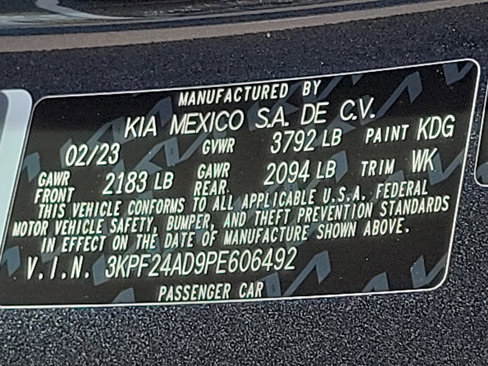 MANUFACTURED BY
KIA MEXICO S.A. DE C.V.
02/23 GVWR 3792 LB PAINT KDG
GAWR FRONT 2183 LB GAWR REAR. 2094 LB TRIM WK
THIS VEHICLE CONFORMS TO ALL APPLICABLE U.S.A. FEDERAL
MOTOR VEHICLE SAFETY, BUMPER, AND THEFT PREVENTION STANDARDS
IN EFFECT ON THE DATE OF MANUFACTURE SHOWN ABOVE.
V.I.N. 3KPF24AD9PE606492
PASSENGER CAR